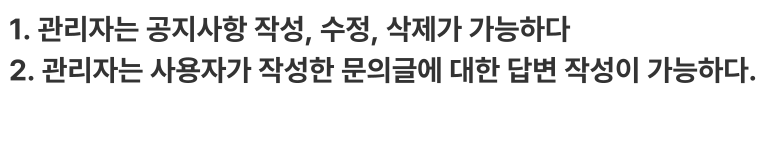 1. 관리자는 공지사항 작성, 수정, 삭제가 가능하다
2. 관리자는 사용자가 작성한 문의글에 대한 답변 작성이 가능하다.